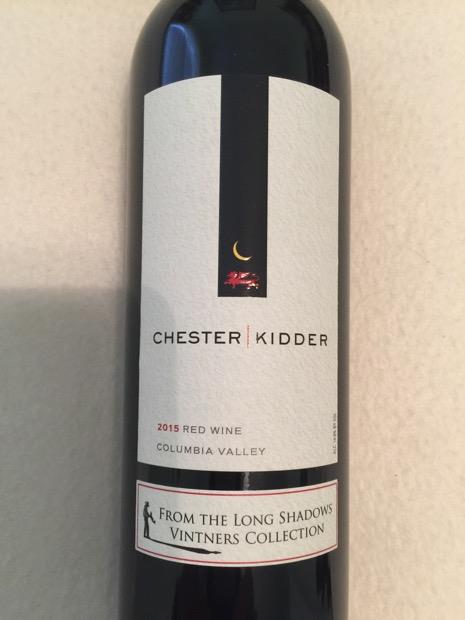 CHESTER | KIDDER
2015 RED WINE
COLUMBIA VALLEY
FROM THE LONG SHADOWS
VINTNERS COLLECTION